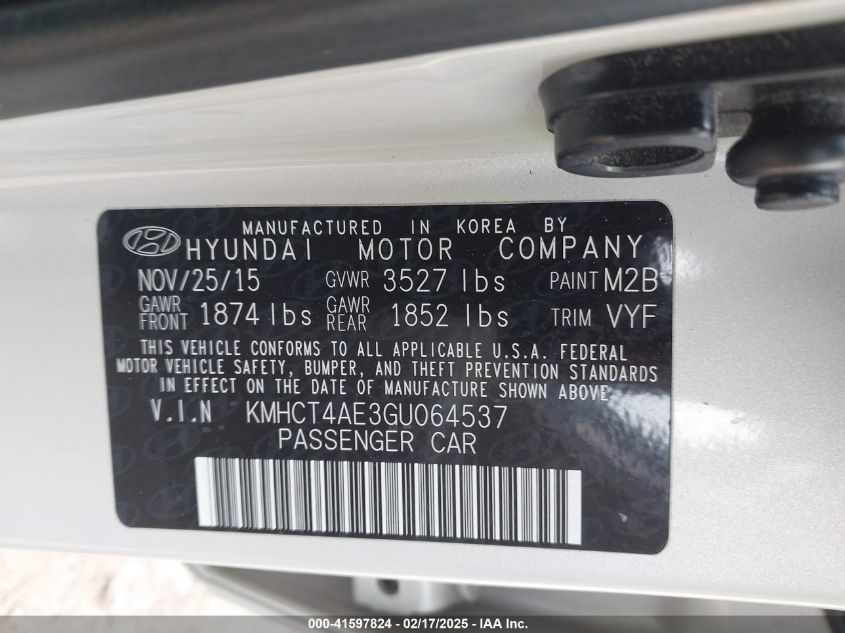 MANUFACTURED IN KOREA BY
HYUNDAI MOTOR COMPANY
NOV/25/15 GVWR 3527 lbs PAINT M2B
GAWR FRONT 1874 lbs GAWR REAR 1852 lbs TRIM VYF
THIS VEHICLE CONFORMS TO ALL APPLICABLE U.S.A. FEDERAL
MOTOR VEHICLE SAFETY, BUMPER, AND THEFT PREVENTION STANDARDS
IN EFFECT ON THE DATE OF MANUFACTURE SHOWN ABOVE
V.I.N KMHCT4AE3GU064537
PASSENGER CAR
000-41597824 - 02/17/2025 - IAA Inc.